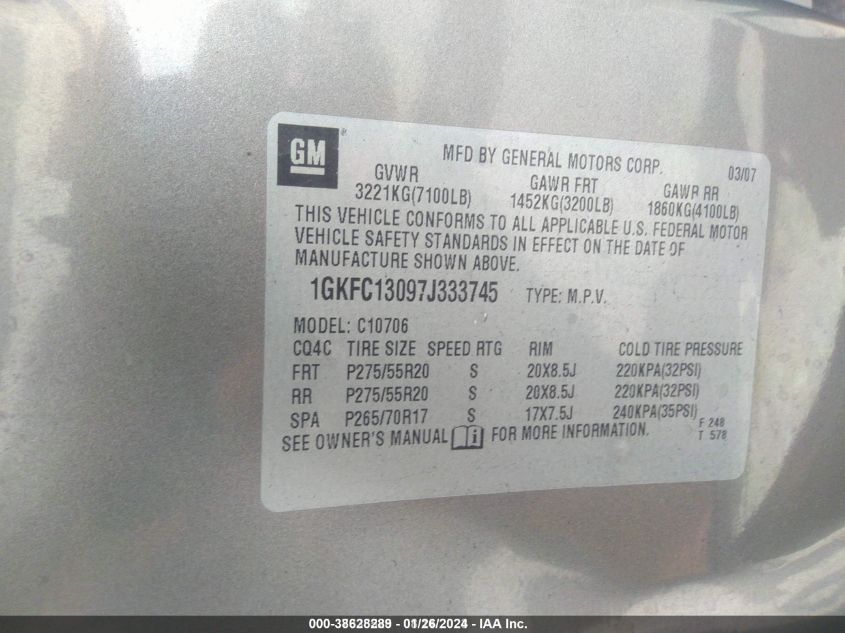 GM ®
MFD BY GENERAL MOTORS CORP. 03/07
GVWR GAWR FRT GAWR RR
3221KG(7100LB) 1452KG(3200LB) 1860KG(4100LB)
THIS VEHICLE CONFORMS TO ALL APPLICABLE U.S. FEDERAL MOTOR
VEHICLE SAFETY STANDARDS IN EFFECT ON THE DATE OF
MANUFACTURE SHOWN ABOVE.
1GKFC13097J333745 TYPE: M.P.V.
MODEL: C10706
CQ4C TIRE SIZE SPEED RTG RIM COLD TIRE PRESSURE
FRT P275/55R20 S 20X8.5J 220KPA(32PSI)
RR P275/55R20 S 20X8.5J 220KPA(32PSI)
SPA P265/70R17 S 17X7.5J 240KPA(35PSI)
SEE OWNER'S MANUAL i FOR MORE INFORMATION.
F 248
T 578
000-38628289 - 01/26/2024 - IAA Inc.